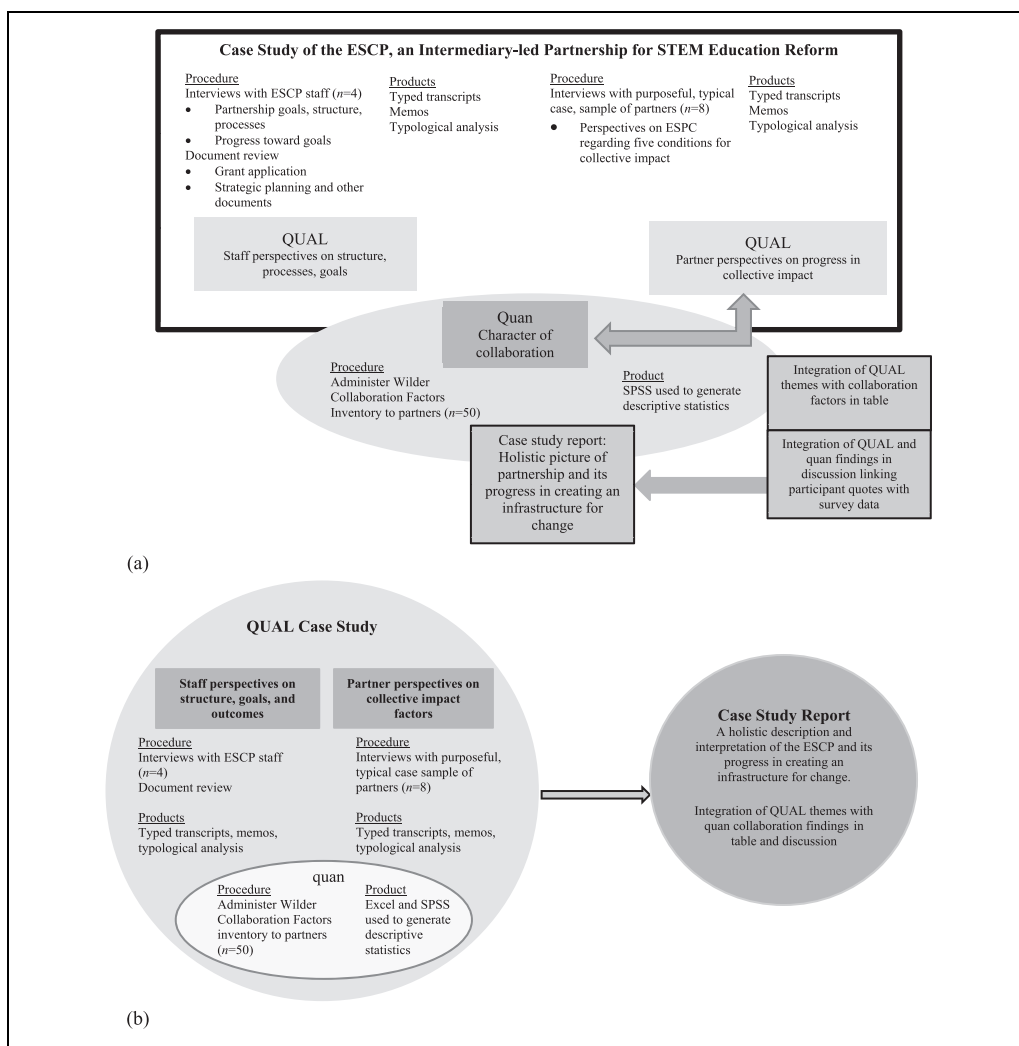 Case Study of the ESCP, an Intermediary-led Partnership for STEM Education Reform
Procedure
Interviews with ESCP staff (n=4)
• Partnership goals, structure,
processes
• Progress toward goals
Document review
• Grant application
• Strategic planning and other
documents
Products
Typed transcripts
Memos
Typological analysis
Procedure
Interviews with purposeful, typical
case, sample of partners (n=8)
• Perspectives on ESPC
regarding five conditions for
collective impact
Products
Typed transcripts
Memos
Typological analysis
QUAL
Staff perspectives on structure,
processes, goals
QUAL
Partner perspectives on progress in
collective impact
Quan
Character of
collaboration
Procedure
Administer Wilder
Collaboration Factors
Inventory to partners (n=50)
Product
SPSS used to generate
descriptive statistics
Integration of QUAL
themes with collaboration
factors in table
Integration of QUAL and
quan findings in
discussion linking
participant quotes with
survey data
Case study report:
Holistic picture of
partnership and its
progress in creating an
infrastructure for
change
(a)
QUAL Case Study
Staff perspectives on
structure, goals, and
outcomes
Partner perspectives on
collective impact
factors
Procedure
Interviews with ESCP staff
(n=4)
Document review
Products
Typed transcripts, memos,
typological analysis
Procedure
Interviews with purposeful,
typical case sample of
partners (n=8)
Products
Typed transcripts, memos,
typological analysis
quan
Procedure
Administer Wilder
Collaboration Factors
inventory to partners
(n=50)
Product
Excel and SPSS
used to generate
descriptive
statistics
Case Study Report
A holistic description and
interpretation of the ESCP and its
progress in creating an
infrastructure for change.
Integration of QUAL themes with
quan collaboration findings in
table and discussion
(b)